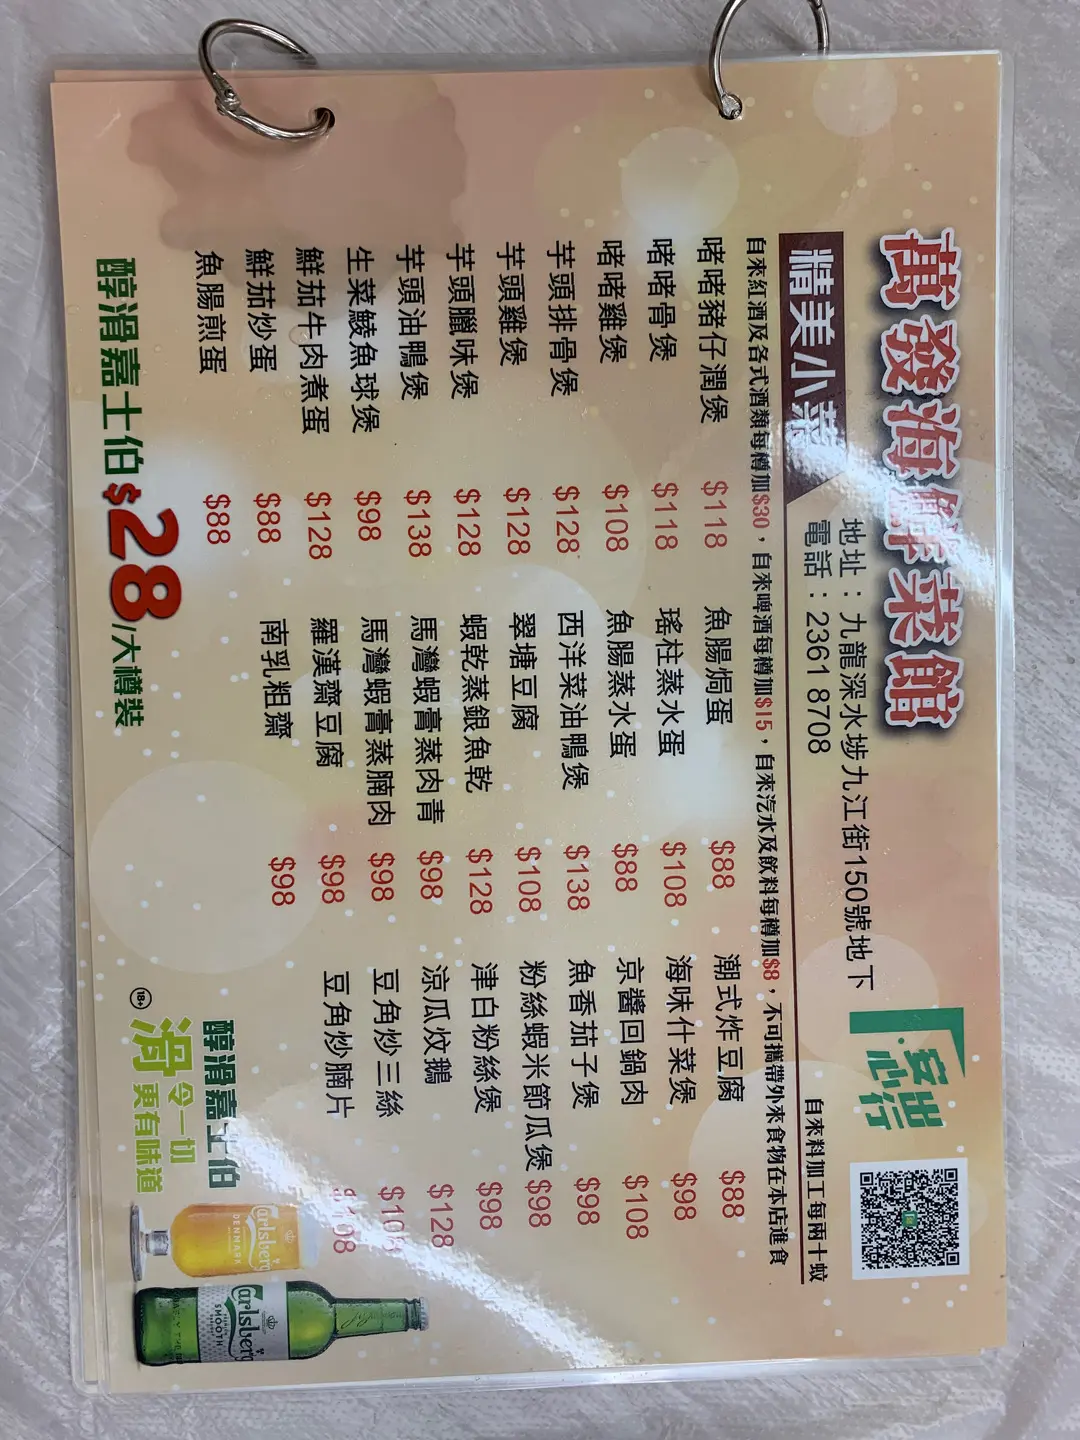 萬發海鮮菜館
地址：九龍深水埗九江街150號地下
電話：2361 8708
安心出行
精美小菜
自來料加工每兩十蚊
自來紅酒及各式酒類每樽加$30，自來啤酒每樽加$15，自來汽水及飲料每樽加$8，不可攜帶外來食物在本店進食
啫啫豬仔潤煲 $118
啫啫骨煲 $118
啫啫雞煲 $108
芋頭排骨煲 $128
芋頭雞煲 $128
芋頭臘味煲 $128
芋頭油鴨煲 $138
生菜鯪魚球煲 $98
鮮茄牛肉煮蛋 $128
鮮茄炒蛋 $88
魚腸煎蛋 $88
魚腸焗蛋 $88
瑤柱蒸水蛋 $108
魚腸蒸水蛋 $88
西洋菜油鴨煲 $138
翠塘豆腐 $108
蝦乾蒸銀魚乾 $128
馬灣蝦膏蒸肉青 $98
馬灣蝦膏蒸腩肉 $98
羅漢齋豆腐 $98
南乳粗齋 $98
潮式炸豆腐 $88
海味什菜煲 $98
京醬回鍋肉 $108
魚香茄子煲 $98
粉絲蝦米節瓜煲 $98
津白粉絲煲 $98
涼瓜炆鵝 $128
豆角炒三絲 $108
豆角炒腩片 $108
醇滑嘉士伯$28/大樽裝
醇滑嘉士伯
滑令一切
更有味道
18+
Carlsberg
DENMARK
Carlsberg
SMOOTH